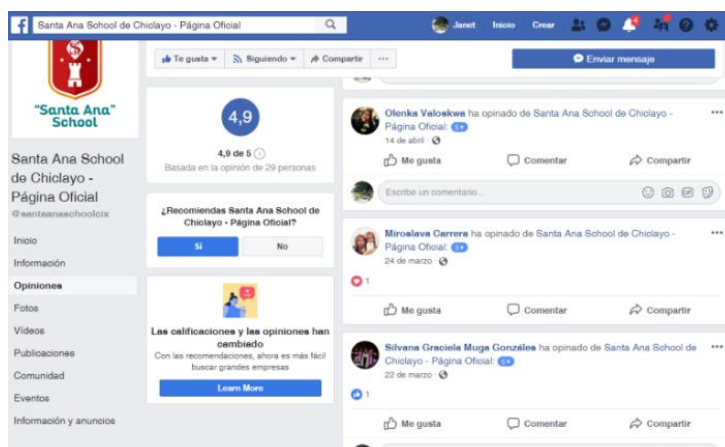 Santa Ana School de Chiclayo - Página Oficial
Janet
Inicio
Crear
"Santa Ana"
School
Santa Ana School
de Chiclayo -
Página Oficial
@santaanaschoolcix
Inicio
Información
Opiniones
Fotos
Vídeos
Publicaciones
Comunidad
Eventos
Información y anuncios
Te gusta
Siguiendo
Compartir
Enviar mensaje
4,9
4,9 de 5
Basada en la opinión de 29 personas
¿Recomiendas Santa Ana School de
Chiclayo - Página Oficial?
Sí
No
Las calificaciones y las opiniones han
cambiado
Con las recomendaciones, ahora es más fácil
buscar grandes empresas
Learn More
Olenka Valoskwa ha opinado de Santa Ana School de Chiclayo -
Página Oficial:
14 de abril ·
Me gusta
Comentar
Compartir
Escribe un comentario...
Miroslava Carrera ha opinado de Santa Ana School de Chiclayo -
Página Oficial:
24 de marzo ·
1
Me gusta
Comentar
Compartir
Silvana Graciela Muga Gonzáles ha opinado de Santa Ana School de
Chiclayo - Página Oficial:
22 de marzo ·
1
Me gusta
Comentar
Compartir